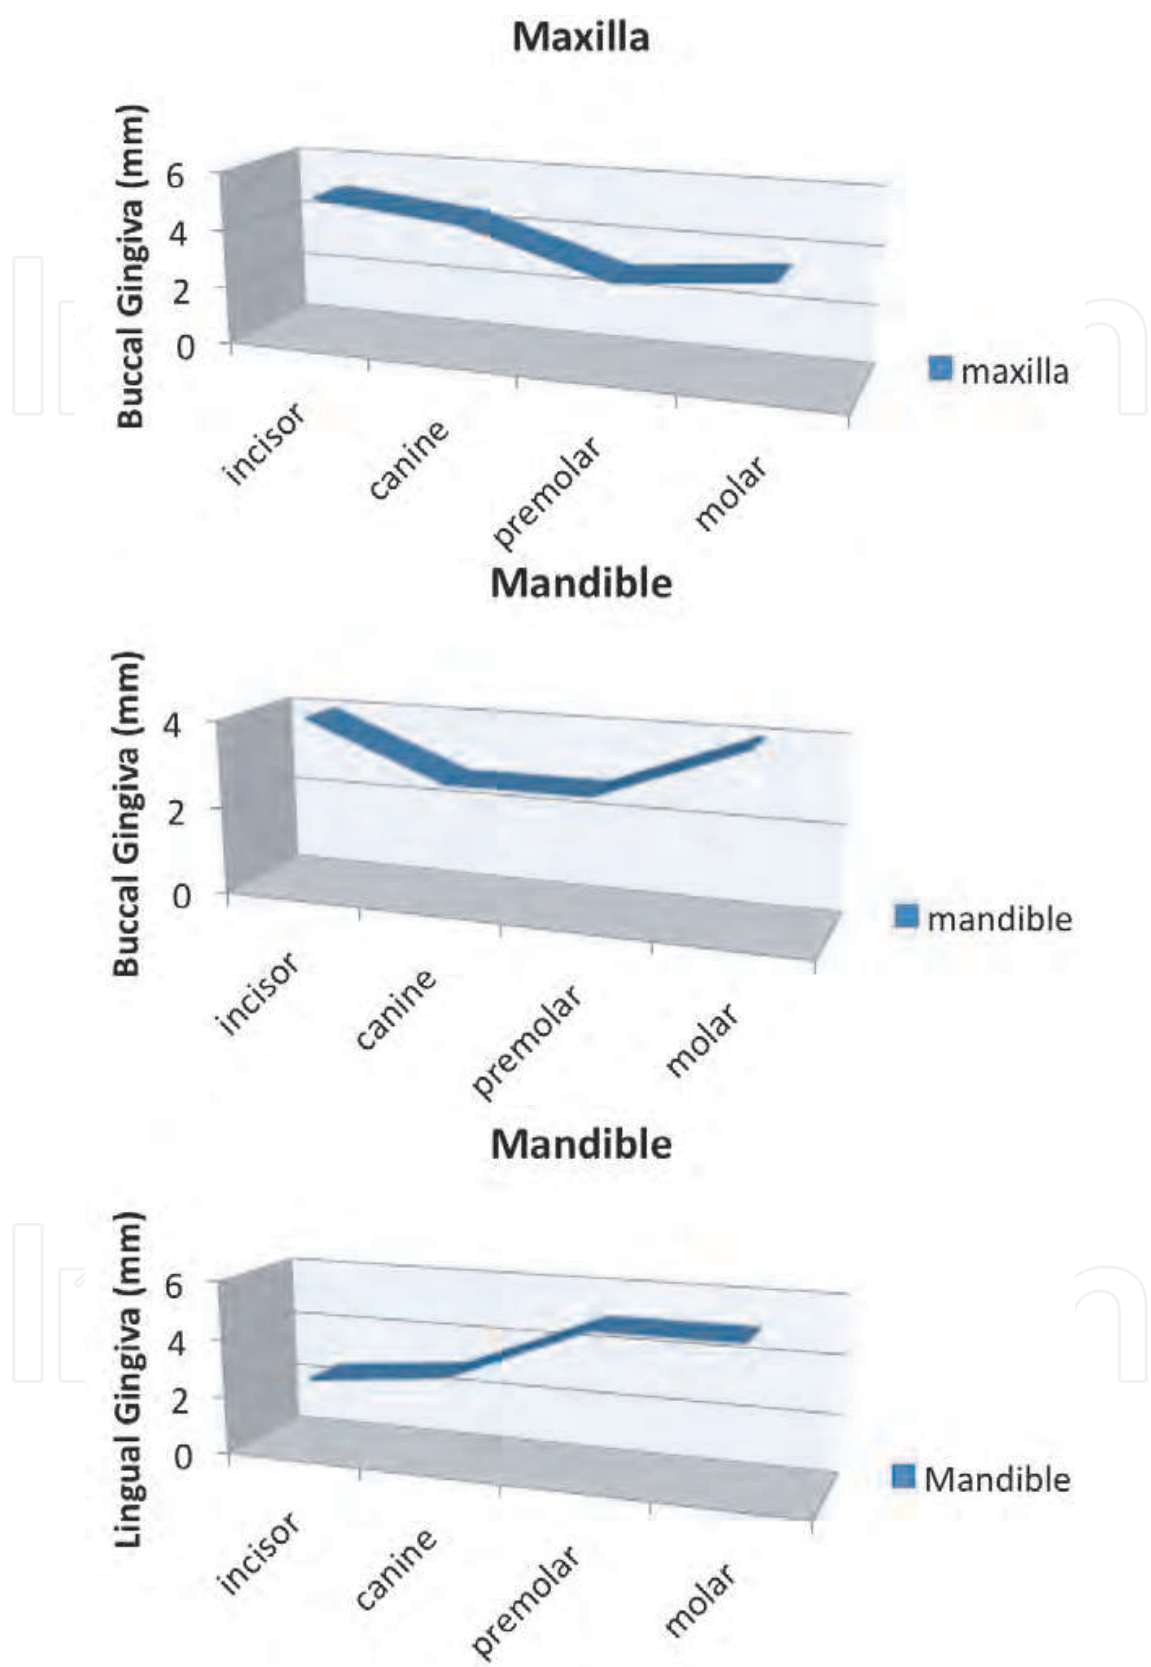 Maxilla
Buccal Gingiva (mm)
6
4
2
0
incisor
canine
premolar
molar
maxilla
Mandible
Buccal Gingiva (mm)
4
2
0
incisor
canine
premolar
molar
mandible
Mandible
Lingual Gingiva (mm)
6
4
2
0
incisor
canine
premolar
molar
Mandible